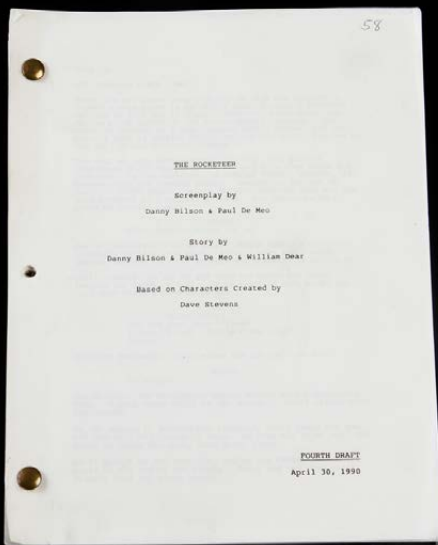 58
THE ROCKETEER
Screenplay by
Danny Bilson & Paul De Meo
Story by
Danny Bilson & Paul De Meo & William Dear
Based on Characters Created by
Dave Stevens
FOURTH DRAFT
April 30, 1990